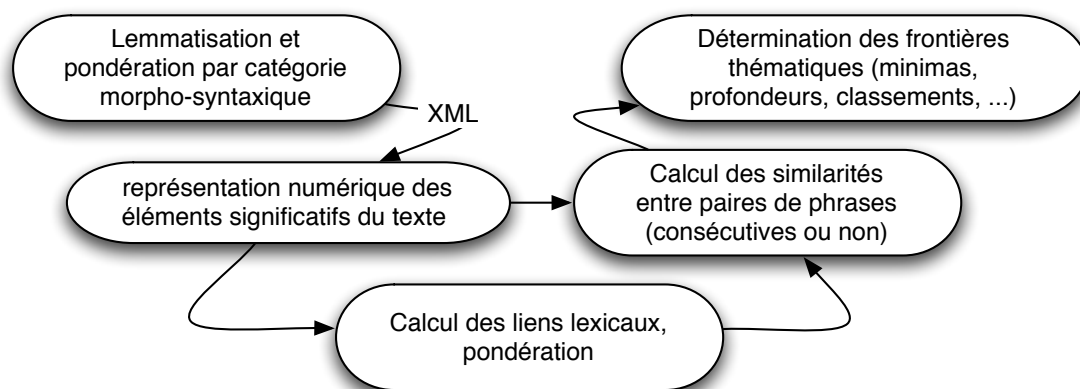 Lemmatisation et
pondération par catégorie
morpho-syntaxique
XML
représentation numérique des
éléments significatifs du texte
Calcul des liens lexicaux,
pondération
Calcul des similarités
entre paires de phrases
(consécutives ou non)
Détermination des frontières
thématiques (minimas,
profondeurs, classements, ...)